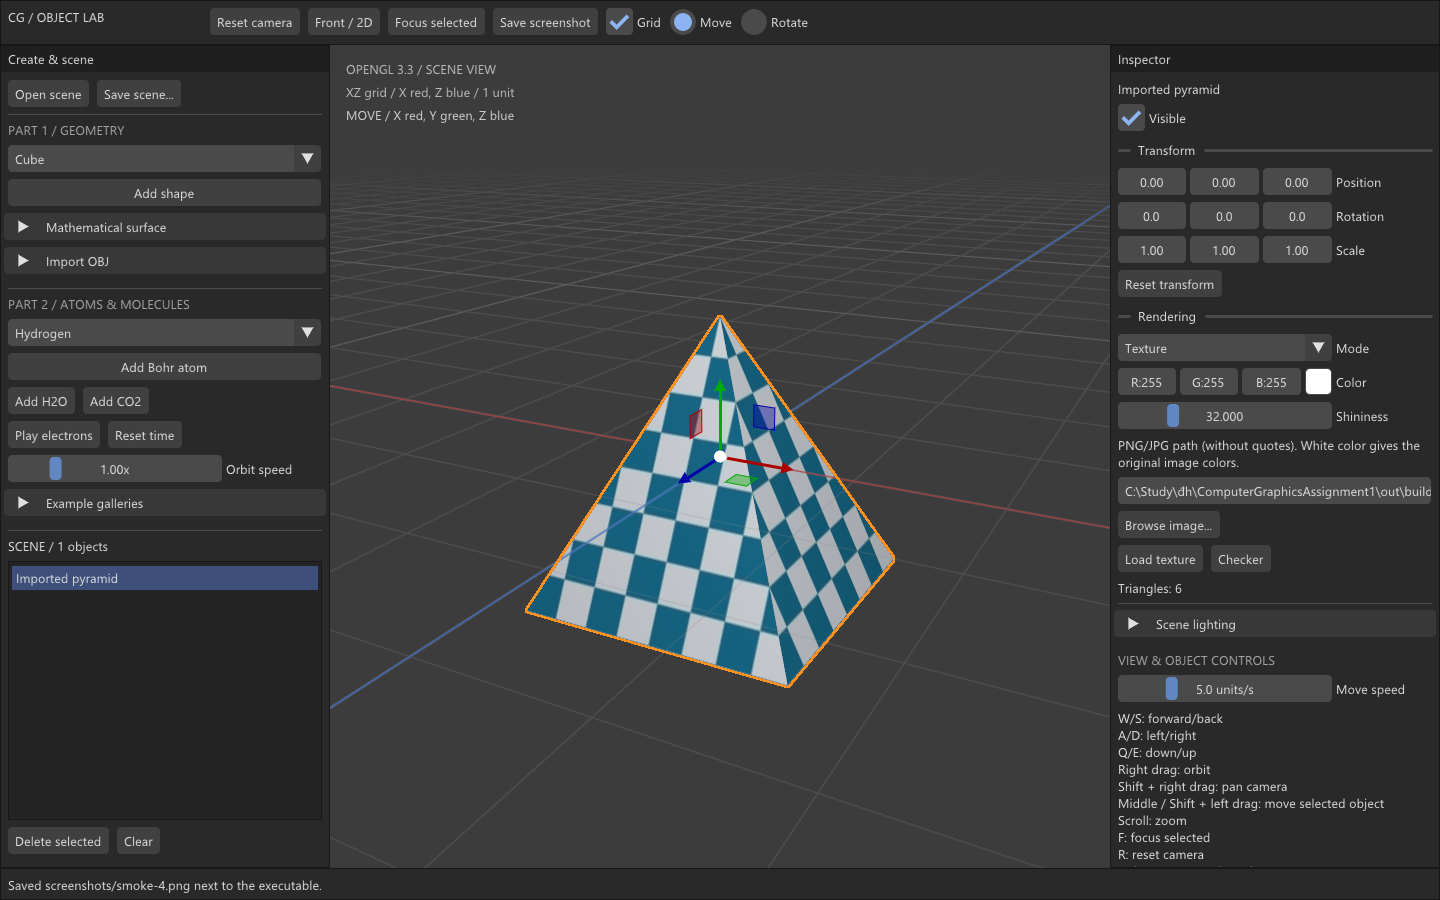 CG / OBJECT LAB
Reset camera
Front / 2D
Focus selected
Save screenshot
Grid
Move
Rotate
Create & scene
Open scene
Save scene...
PART 1 / GEOMETRY
Cube
Add shape
Mathematical surface
Import OBJ
PART 2 / ATOMS & MOLECULES
Hydrogen
Add Bohr atom
Add H2O
Add CO2
Play electrons
Reset time
1.00x
Orbit speed
Example galleries
SCENE / 1 objects
Imported pyramid
Delete selected
Clear
OPENGL 3.3 / SCENE VIEW
XZ grid / X red, Z blue / 1 unit
MOVE / X red, Y green, Z blue
Inspector
Imported pyramid
Visible
Transform
0.00 0.00 0.00 Position
0.0 0.0 0.0 Rotation
1.00 1.00 1.00 Scale
Reset transform
Rendering
Texture
Mode
R:255 G:255 B:255 Color
32.000 Shininess
PNG/JPG path (without quotes). White color gives the
original image colors.
C:\Study\đh\ComputerGraphicsAssignment1\out\build
Browse image...
Load texture
Checker
Triangles: 6
Scene lighting
VIEW & OBJECT CONTROLS
5.0 units/s
Move speed
W/S: forward/back
A/D: left/right
Q/E: down/up
Right drag: orbit
Shift + right drag: pan camera
Middle / Shift + left drag: move selected object
Scroll: zoom
F: focus selected
R: reset camera
Saved screenshots/smoke-4.png next to the executable.